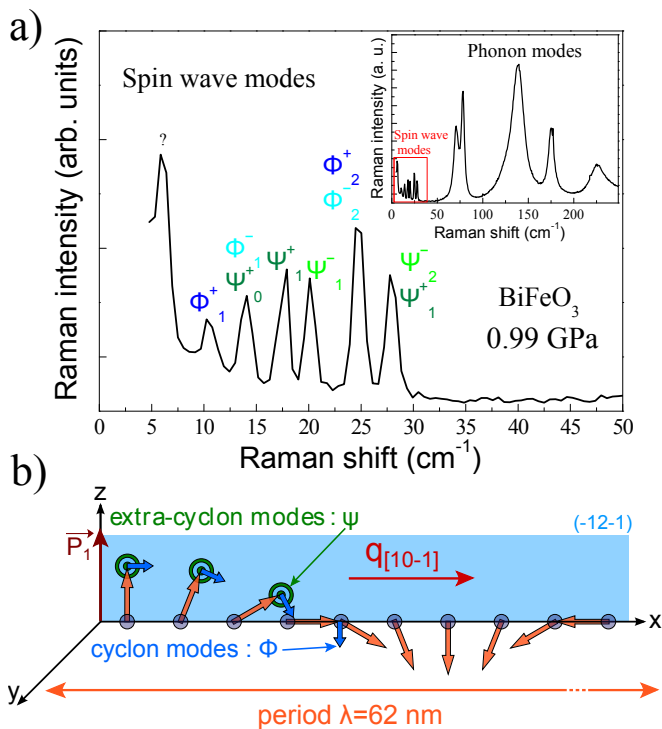 a)
Raman intensity (arb. units)
Spin wave modes
?
Φ⁺₁
Φ⁻₁
Ψ⁺₀
Ψ⁺₁
Ψ⁻₁
Φ⁺₂
Φ⁻₂
Ψ⁻₂
Ψ⁺₁
BiFeO₃
0.99 GPa
0 5 10 15 20 25 30 35 40 45 50
Raman shift (cm⁻¹)
Raman intensity (a. u.)
Phonon modes
Spin wave
modes
0 50 100 150 200
Raman shift (cm⁻¹)
b)
z
P₁
extra-cyclon modes : Ψ
(-12-1)
q[10-1]
x
cyclon modes : Φ
y
period λ=62 nm